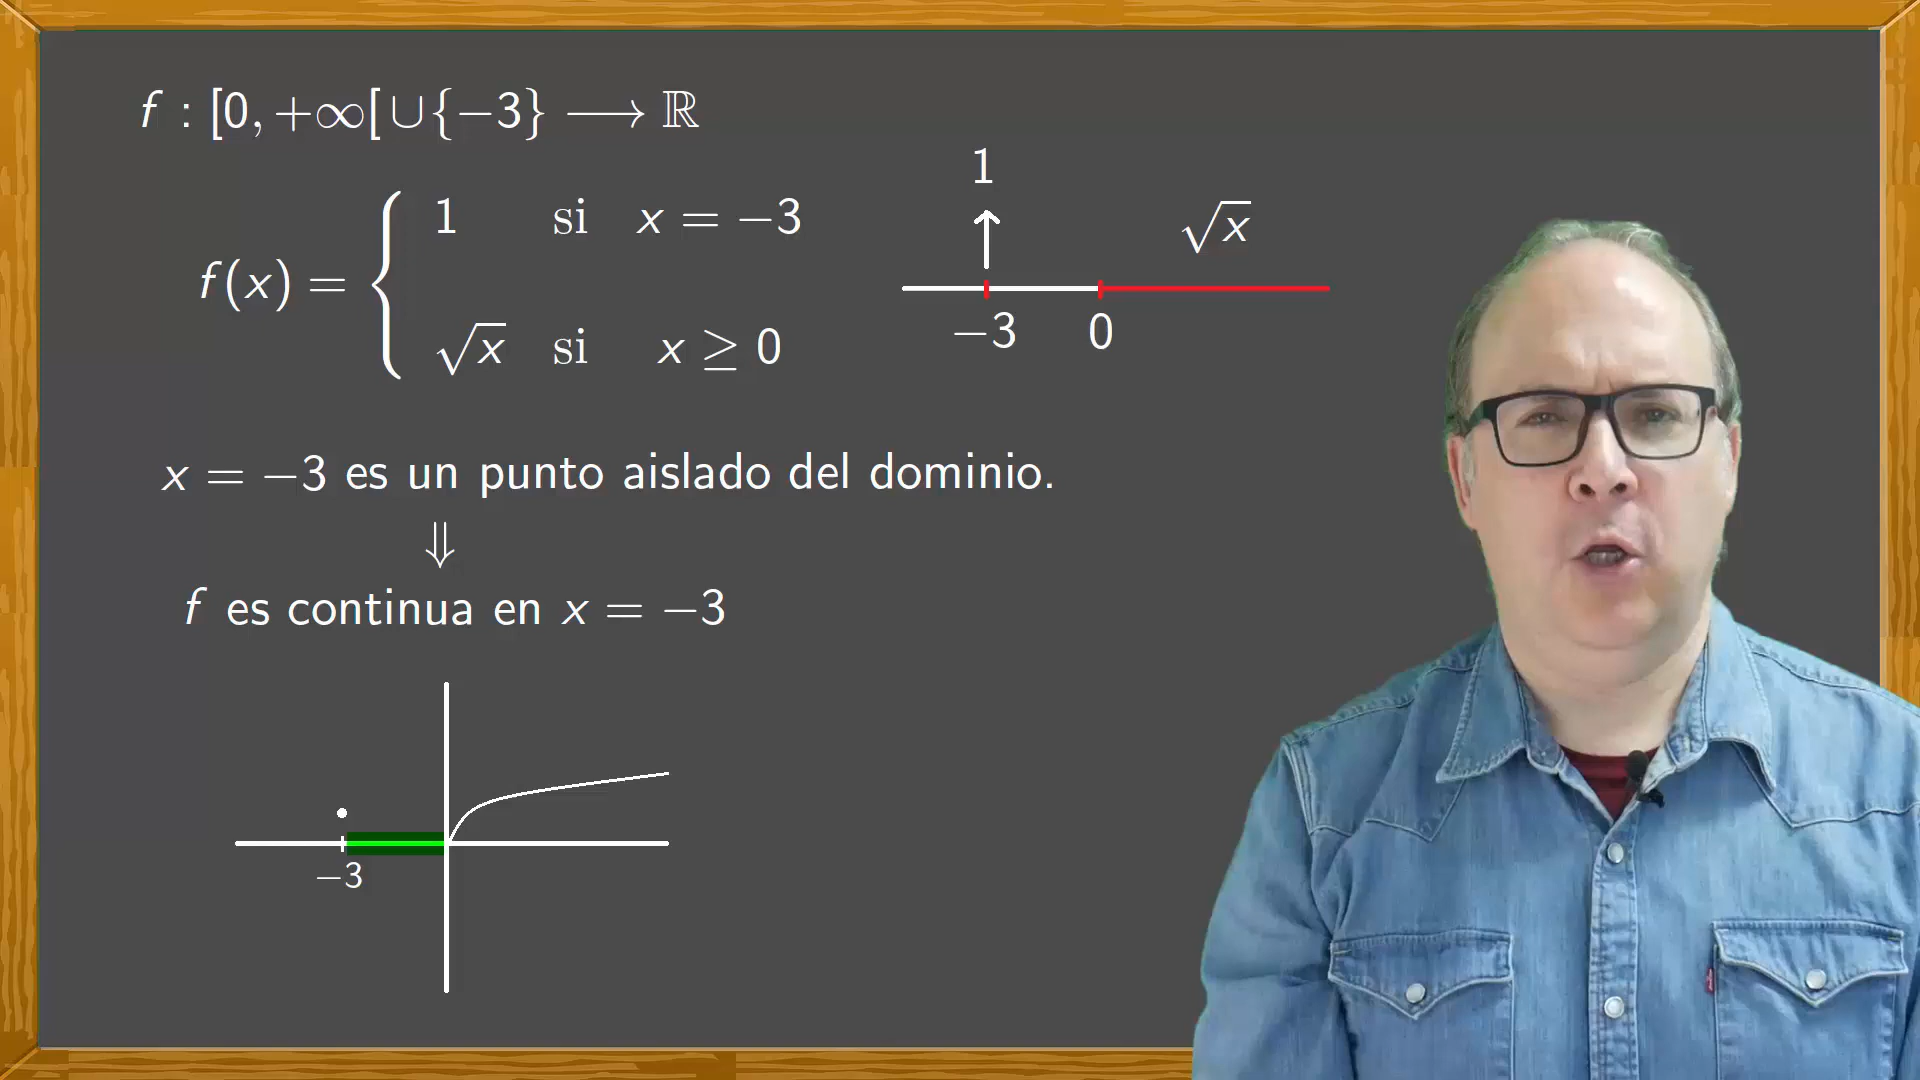 f : [0, +∞[ ∪ {−3} ⟶ ℝ
f(x) = { 1 si x = −3
√x si x ≥ 0
1
√x
−3 0
x = −3 es un punto aislado del dominio.
⇓
f es continua en x = −3
−3